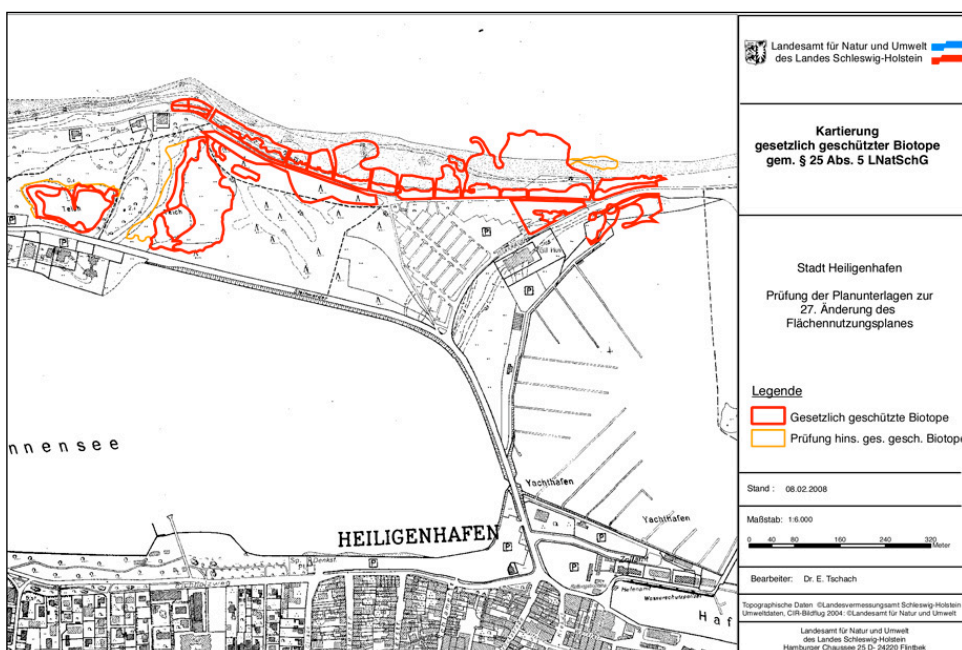 Landesamt für Natur und Umwelt
des Landes Schleswig-Holstein
Kartierung
gesetzlich geschützter Biotope
gem. § 25 Abs. 5 LNatSchG
Stadt Heiligenhafen
Prüfung der Planunterlagen zur
27. Änderung des
Flächennutzungsplanes
Legende
Gesetzlich geschützte Biotope
Prüfung hins. ges. gesch. Biotope
Stand : 08.02.2008
Maßstab: 1:6.000
0 40 80 160 240 320
Meter
Bearbeiter: Dr. E. Tschach
Topographische Daten ©Landesvermessungsamt Schleswig-Holstein
Umweltdaten, CIR-Bildflug 2004: ©Landesamt für Natur und Umwelt
Landesamt für Natur und Umwelt
des Landes Schleswig-Holstein
Hamburger Chaussee 25 D- 24220 Flintbek
Teich
P
P
P
nnensee
P
Yachthafen
Yachthafen
HEILIGENHAFEN
P
P
P
Haf